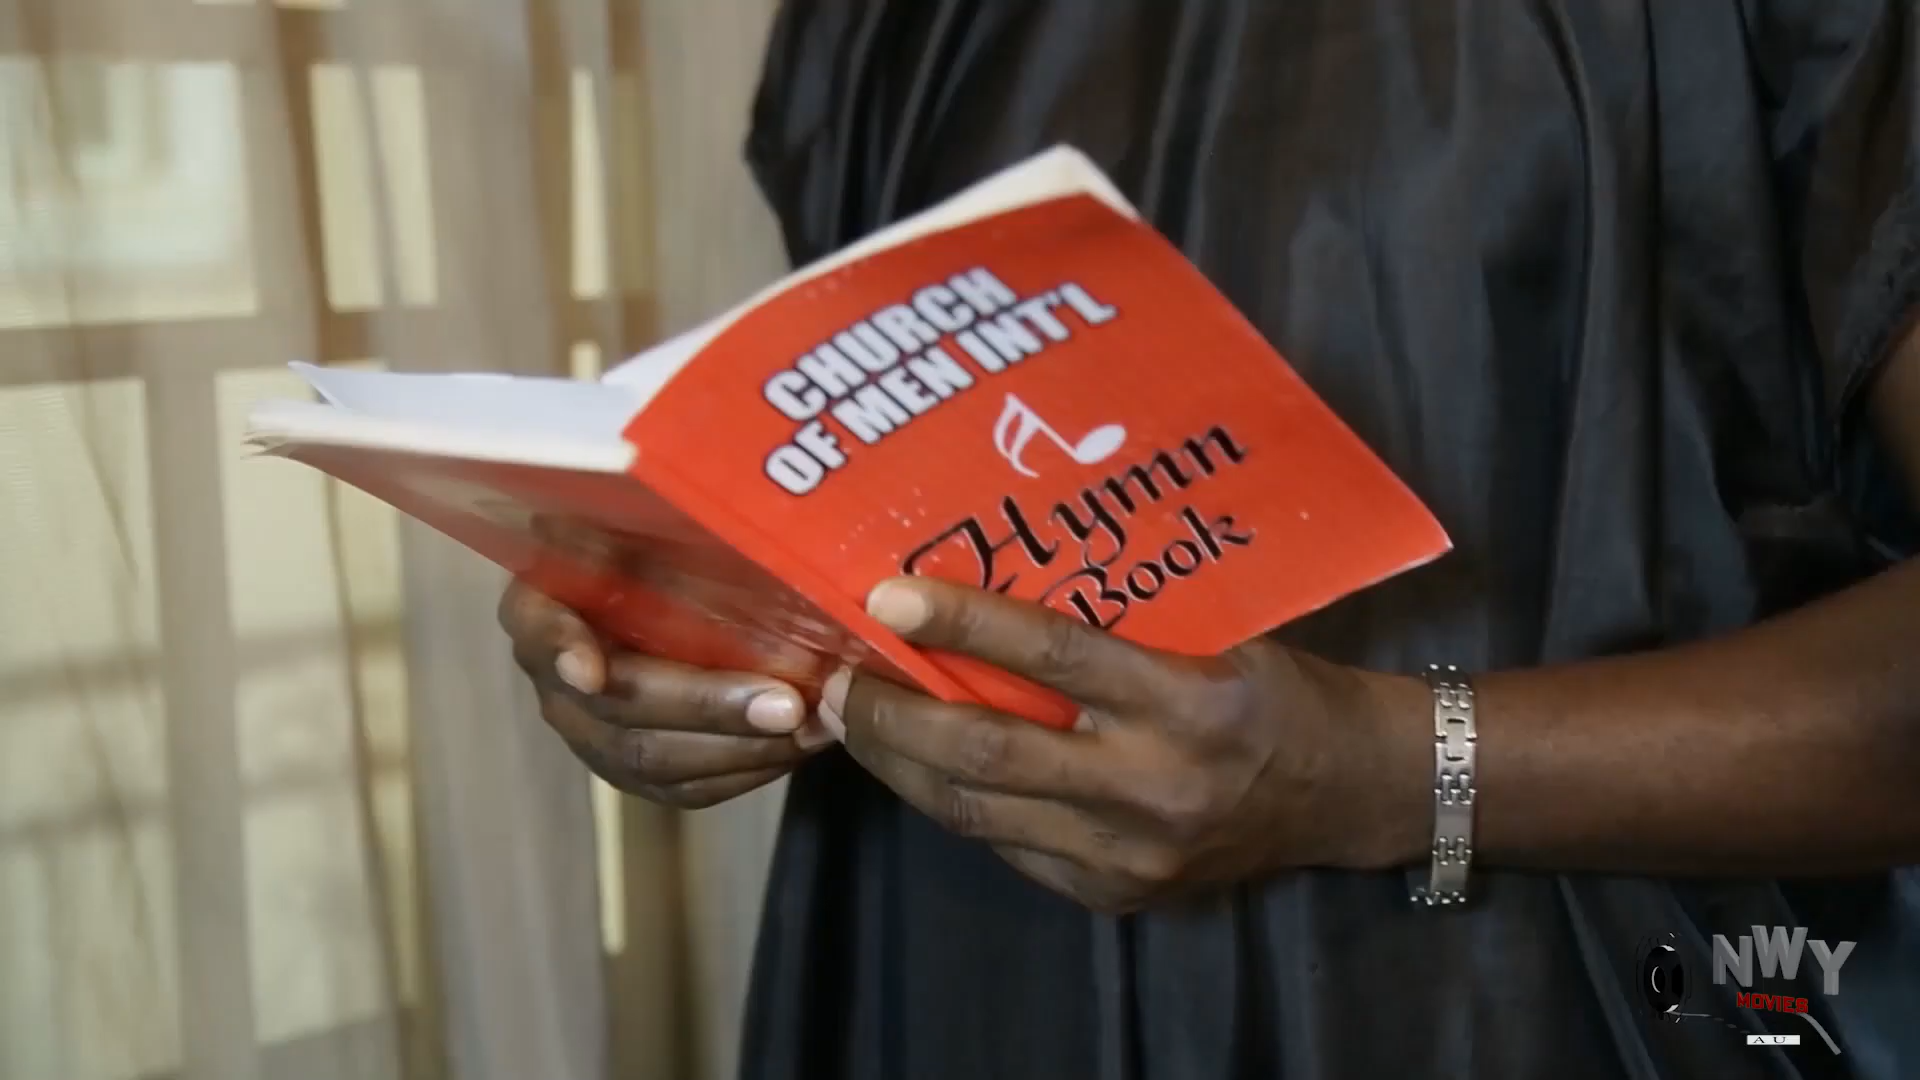 CHURCH
OF MEN INT'L
Hymn
Book
NWY
MOVIES
AU